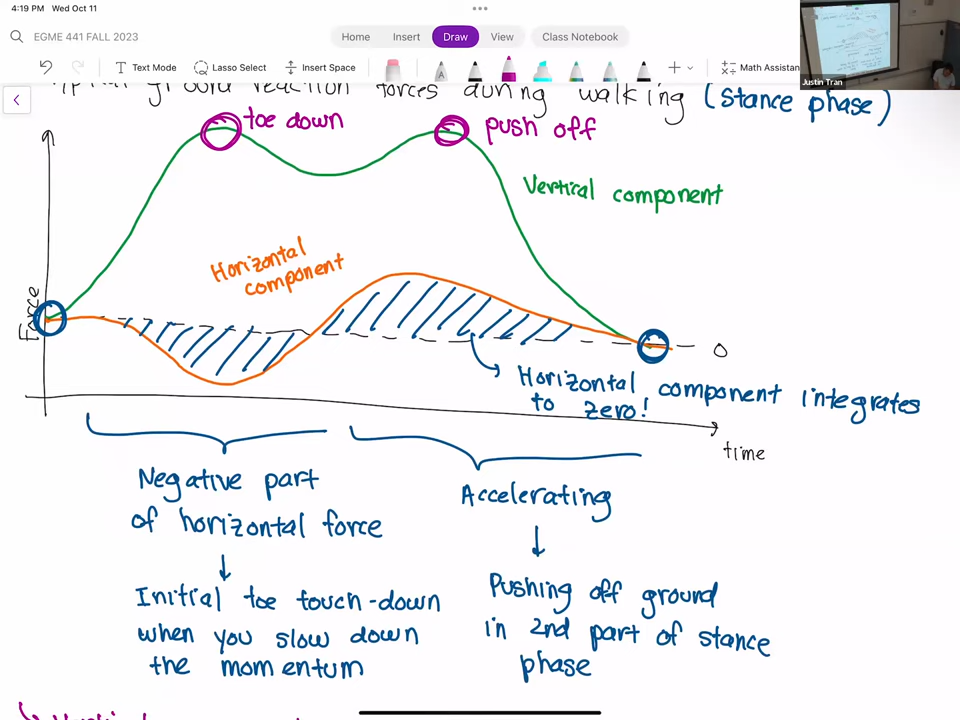 4:19 PM Wed Oct 11
EGME 441 FALL 2023
Home Insert Draw View Class Notebook
Text Mode Lasso Select Insert Space Math Assistan
Justin Tran
ground reaction forces during walking (stance phase)
toe down
push off
Vertical component
Horizontal
component
Force
0
Horizontal component integrates
to zero!
time
Negative part
of horizontal force
Accelerating
Initial toe touch-down
when you slow down
the momentum
Pushing off ground
in 2nd part of stance
phase